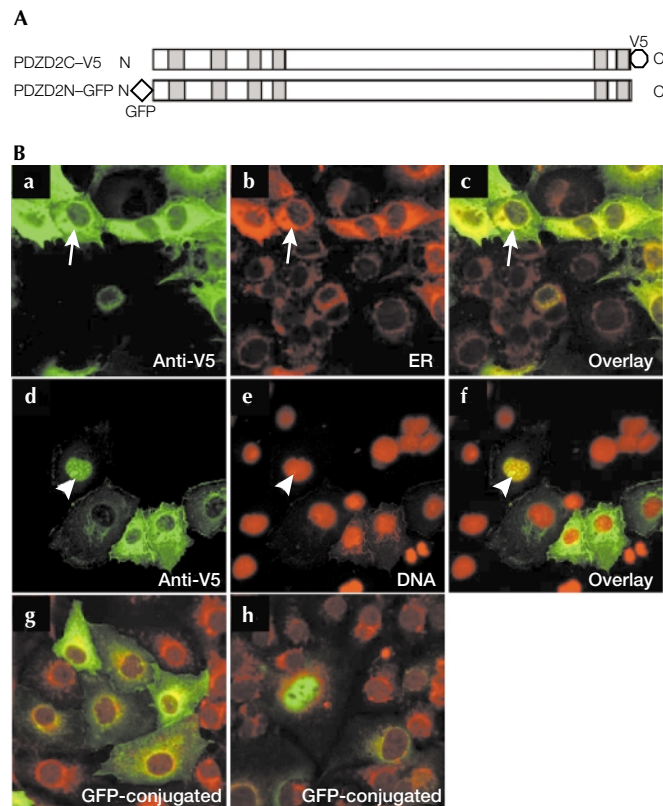 A
V5
PDZD2C–V5 N C
PDZD2N–GFP N C
GFP
B
a b c
Anti-V5 ER Overlay
d e f
Anti-V5 DNA Overlay
g h
GFP-conjugated GFP-conjugated